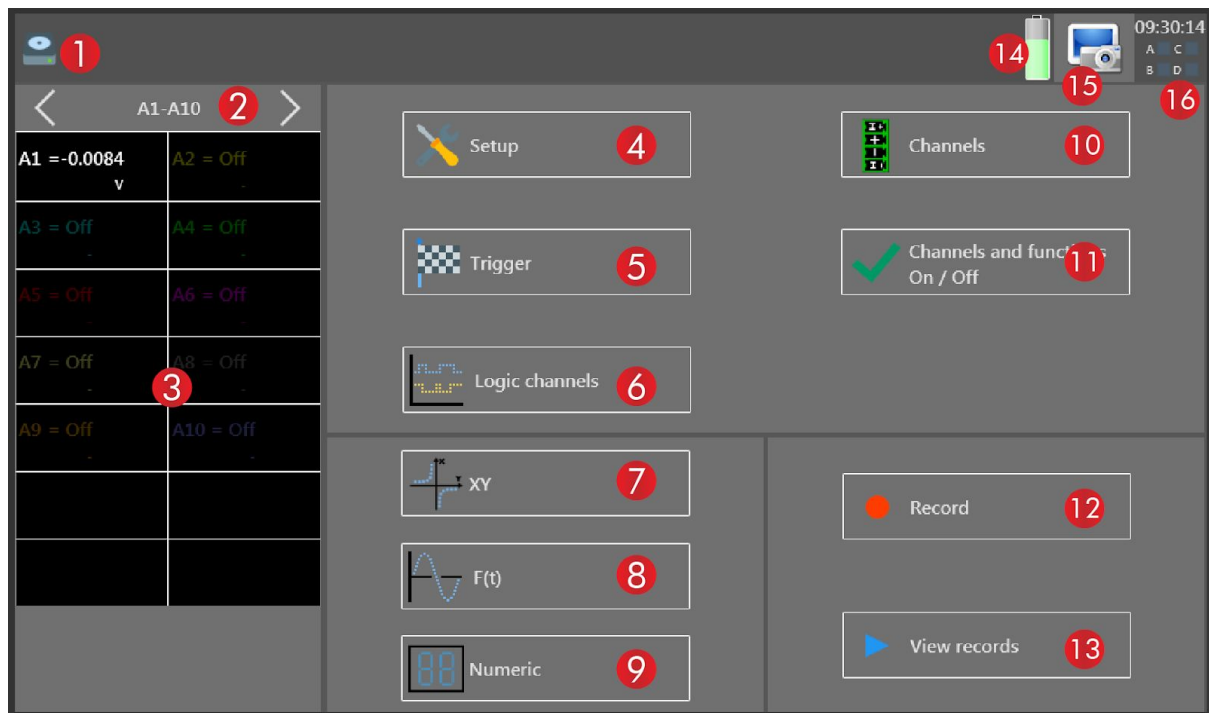 1
14
15
09:30:14
A C
B D
16
A1-A10
2
A1 =-0.0084
V
A2 = Off
-
A3 = Off
-
A4 = Off
-
A5 = Off
-
A6 = Off
-
A7 = Off
-
A8 = Off
-
3
A9 = Off
-
A10 = Off
-
Setup
4
Trigger
5
Logic channels
6
Channels
10
Channels and functions
On / Off
11
XY
7
F(t)
8
Numeric
9
Record
12
View records
13